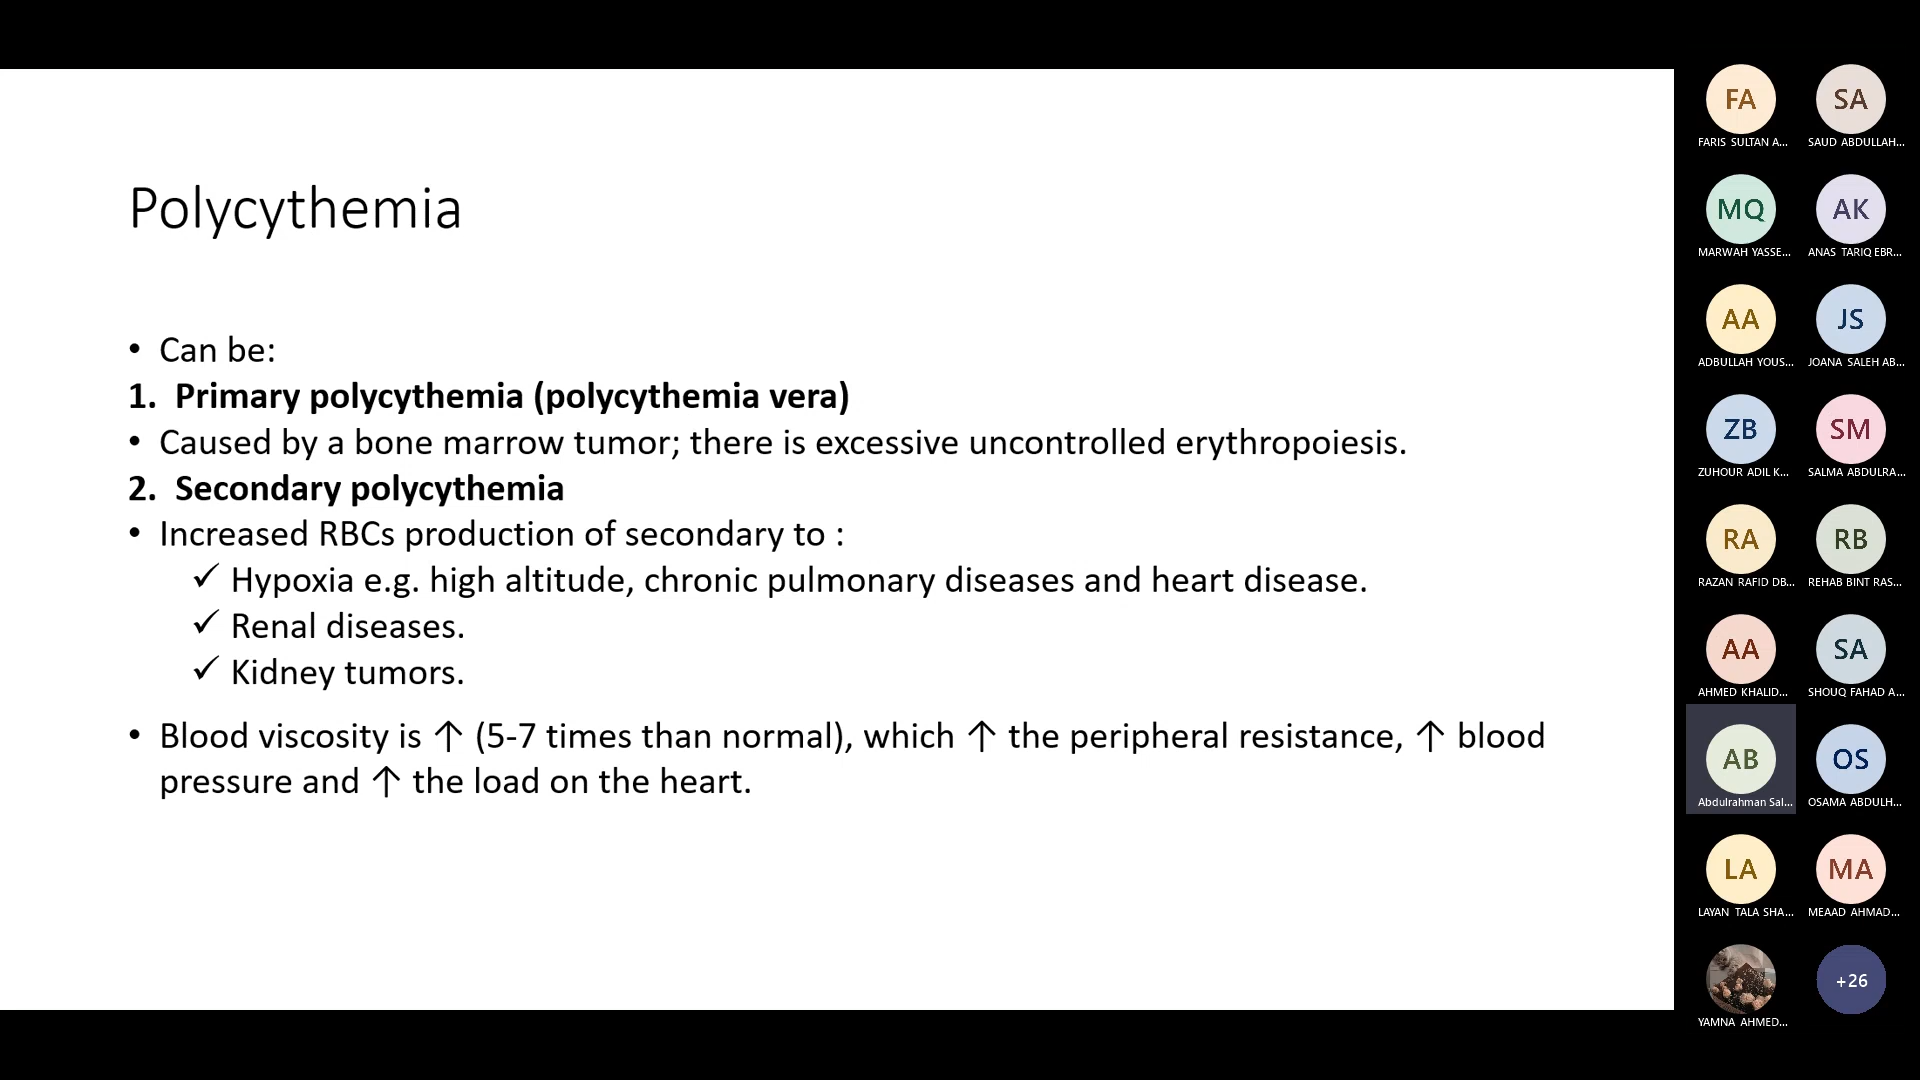 Polycythemia
• Can be:
1. Primary polycythemia (polycythemia vera)
• Caused by a bone marrow tumor; there is excessive uncontrolled erythropoiesis.
2. Secondary polycythemia
• Increased RBCs production of secondary to :
✓ Hypoxia e.g. high altitude, chronic pulmonary diseases and heart disease.
✓ Renal diseases.
✓ Kidney tumors.
• Blood viscosity is ↑ (5-7 times than normal), which ↑ the peripheral resistance, ↑ blood
pressure and ↑ the load on the heart.
FA SA
FARIS SULTAN A... SAUD ABDULLAH...
MQ AK
MARWAH YASSE... ANAS TARIQ EBR...
AA JS
ADBULLAH YOUS... JOANA SALEH AB...
ZB SM
ZUHOUR ADIL K... SALMA ABDULRA...
RA RB
RAZAN RAFID DB... REHAB BINT RAS...
AA SA
AHMED KHALID... SHOUQ FAHAD A...
AB OS
Abdulrahman Sal... OSAMA ABDULH...
LA MA
LAYAN TALA SHA... MEAAD AHMAD...
+26
YAMNA AHMED...